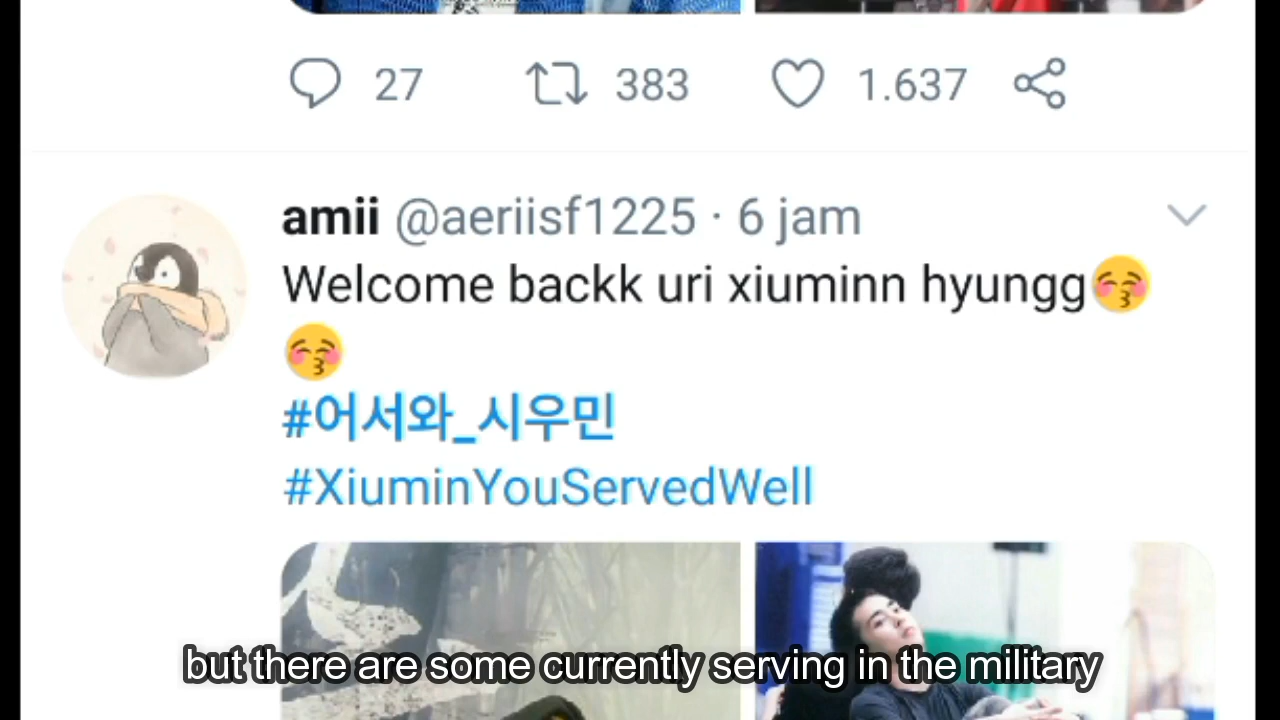 27 383 1.637
amii @aeriisf1225 · 6 jam
Welcome backk uri xiuminn hyungg😚
😚
#어서와_시우민
#XiuminYouServedWell
but there are some currently serving in the military